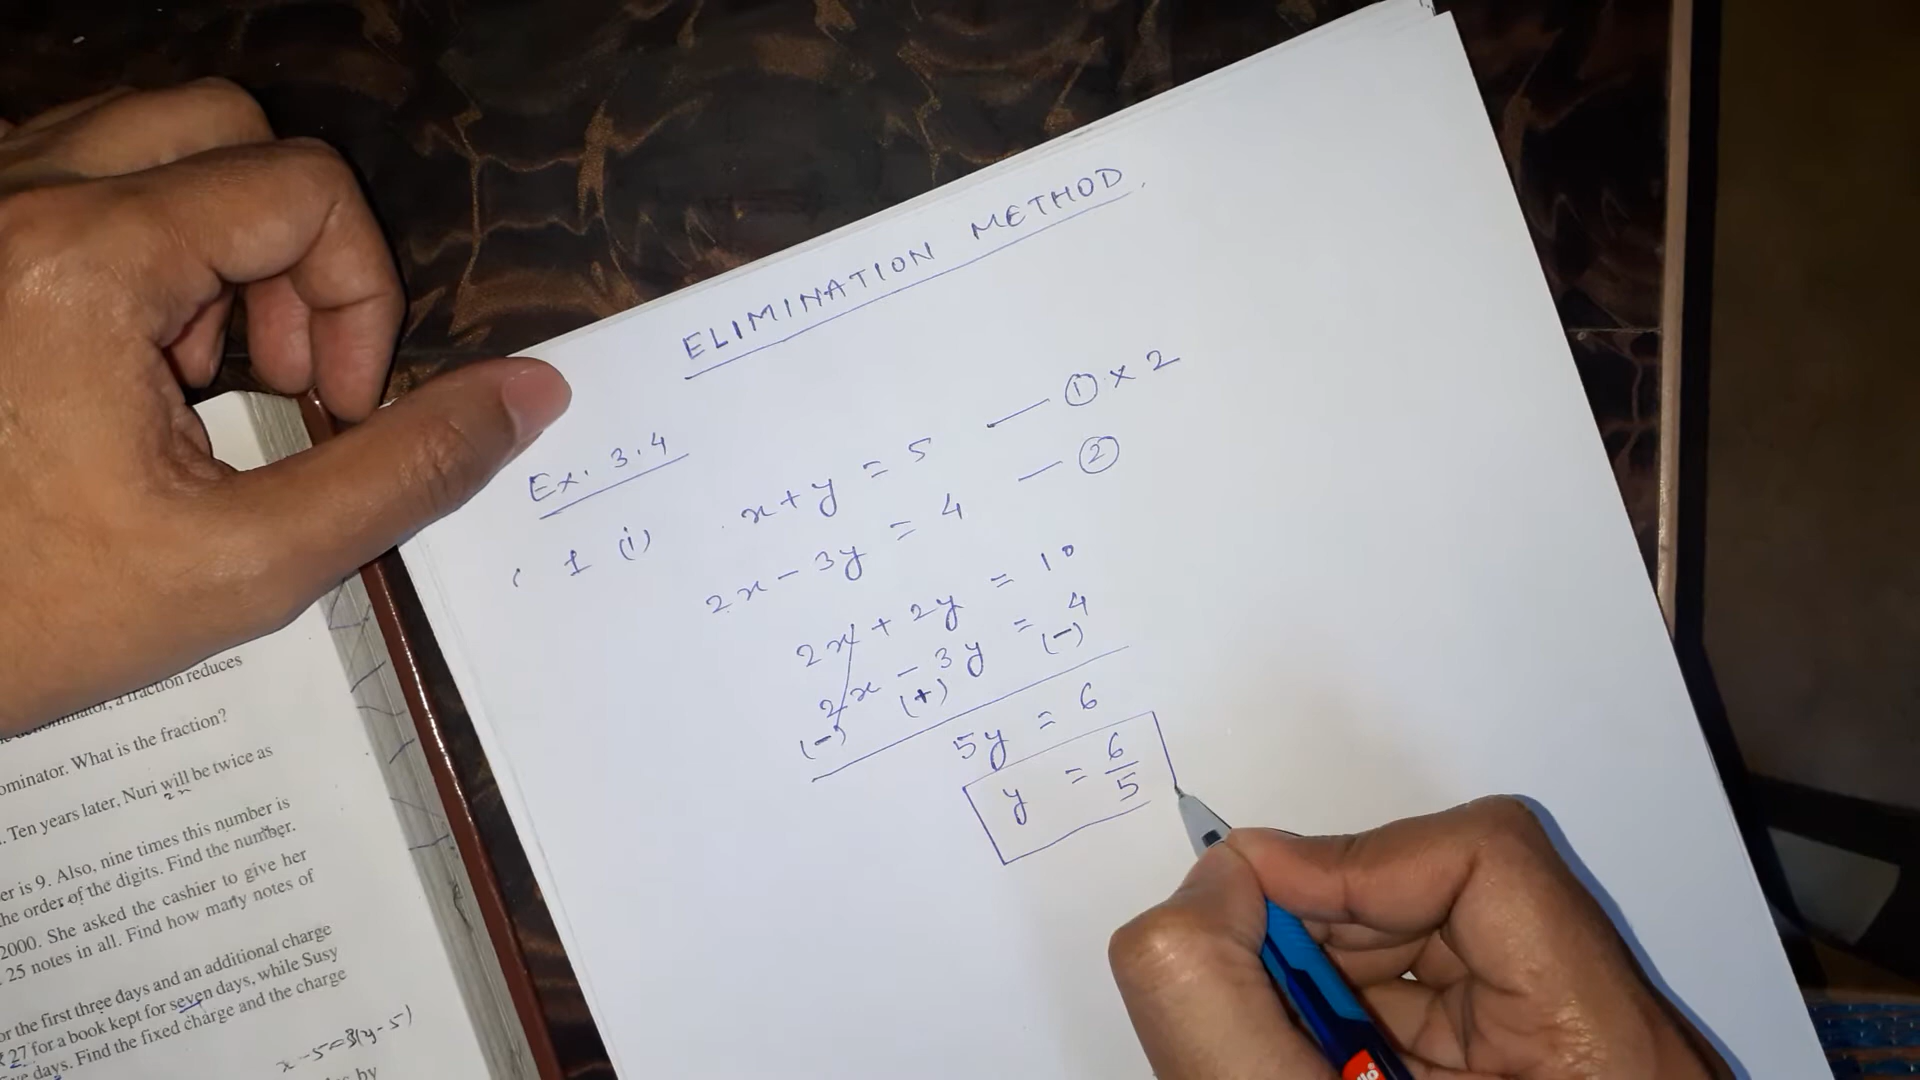 ELIMINATION METHOD.
Ex. 3.4
1 (i) x + y = 5 — ① × 2
2x - 3y = 4 — ②
2x + 2y = 10
2x - 3y = 4
(-) (+) (-)
5y = 6
y = 6/5
a fraction reduces
ominator. What is the fraction?
. Ten years later, Nuri will be twice as
2x
er is 9. Also, nine times this number is
he order of the digits. Find the number.
2000. She asked the cashier to give her
25 notes in all. Find how many notes of
or the first three days and an additional charge
₹27 for a book kept for seven days, while Susy
days. Find the fixed charge and the charge
x - 5 = 3(y - 5)
by